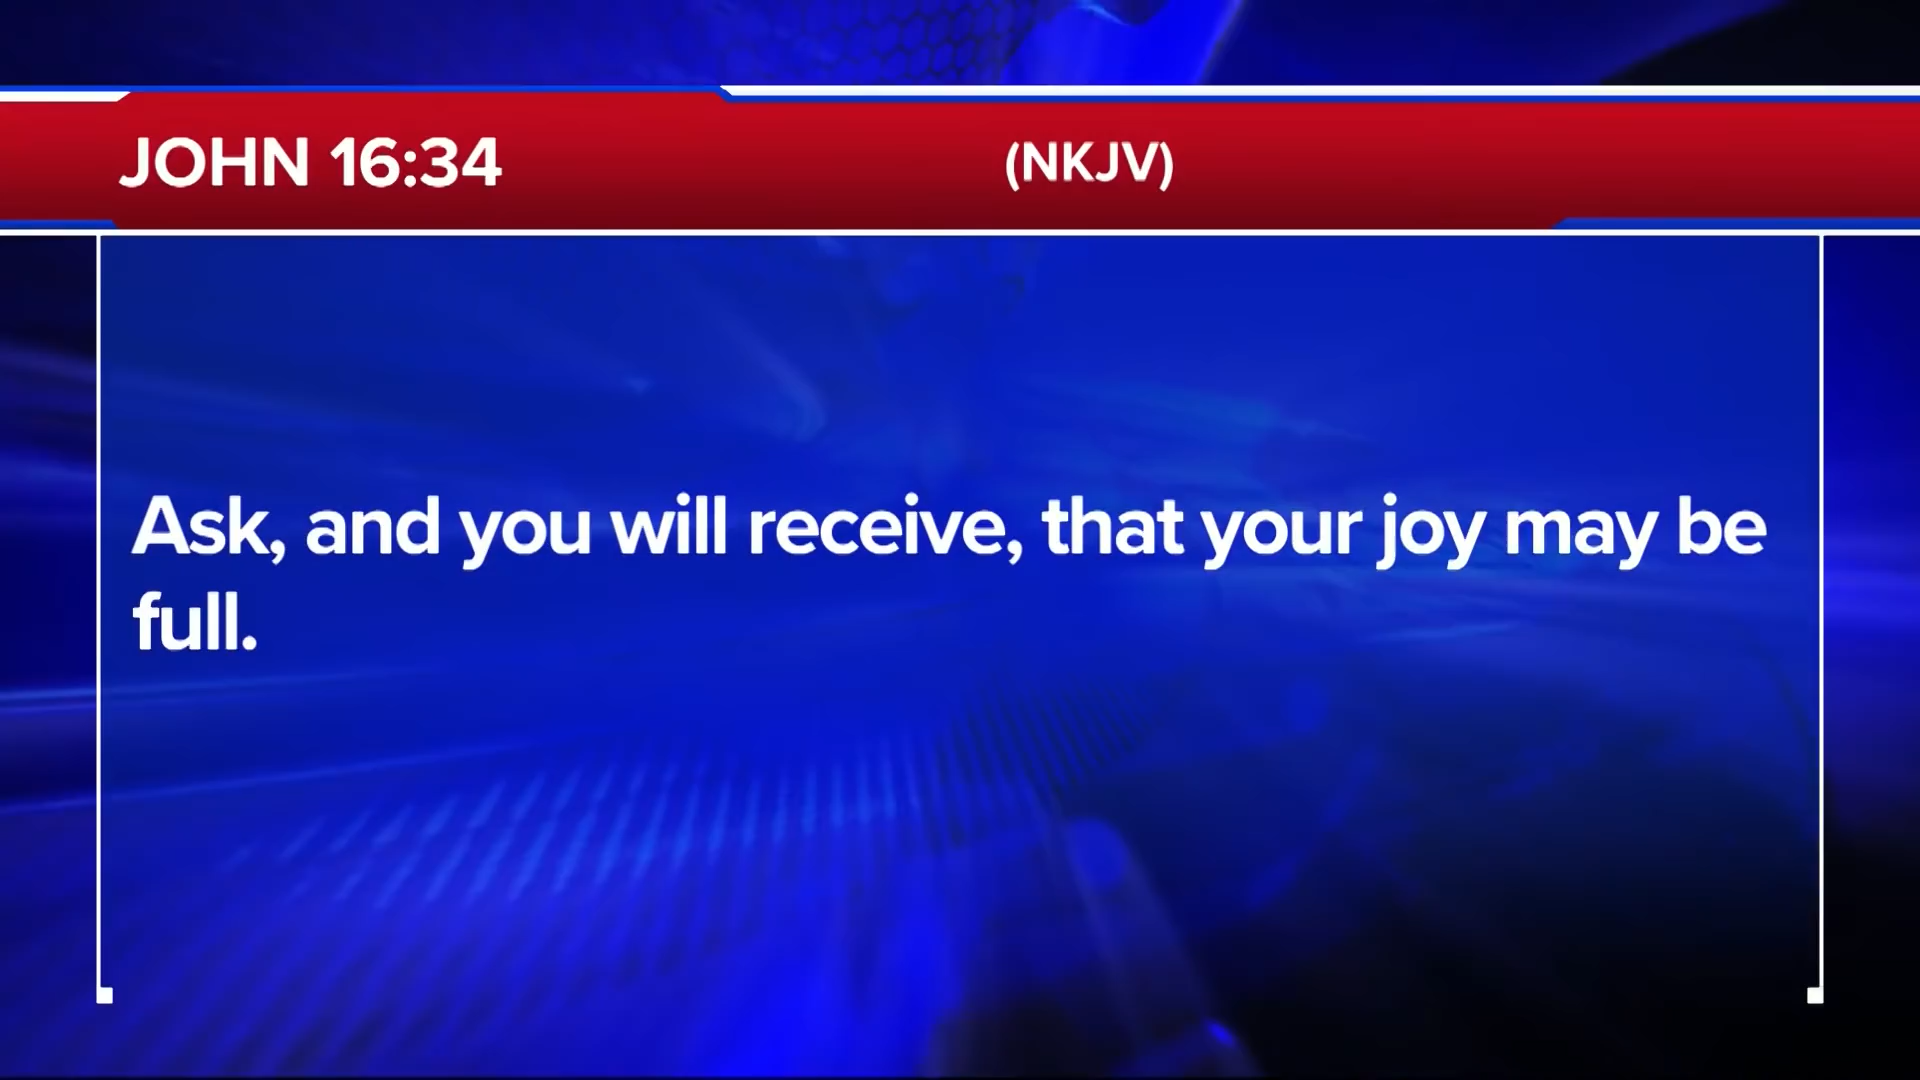 JOHN 16:34 (NKJV)
Ask, and you will receive, that your joy may be
full.